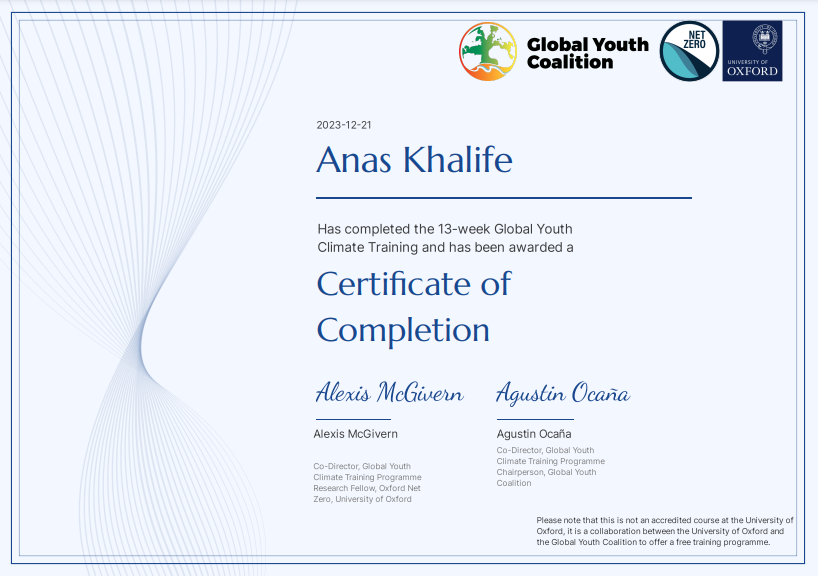 Global Youth
Coalition
NET
ZERO
UNIVERSITY OF
OXFORD
2023-12-21
Anas Khalife
Has completed the 13-week Global Youth
Climate Training and has been awarded a
Certificate of
Completion
Alexis McGivern
Alexis McGivern
Co-Director, Global Youth
Climate Training Programme
Research Fellow, Oxford Net
Zero, University of Oxford
Agustin Ocaña
Agustin Ocaña
Co-Director, Global Youth
Climate Training Programme
Chairperson, Global Youth
Coalition
Please note that this is not an accredited course at the University of
Oxford, it is a collaboration between the University of Oxford and
the Global Youth Coalition to offer a free training programme.